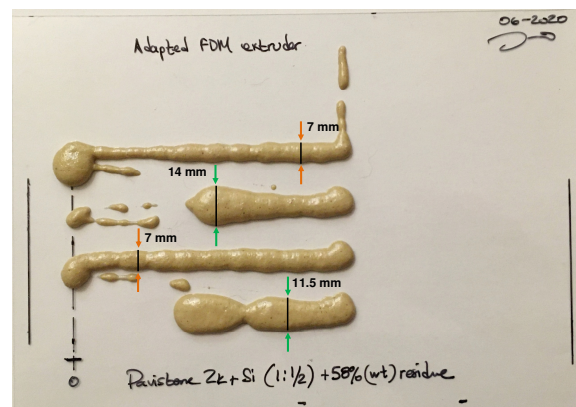 06-2020
Adapted FDM extruder
7 mm
14 mm
7 mm
11.5 mm
0
Pavistone 2k + Si (1:1/2) + 58% (wt) residue